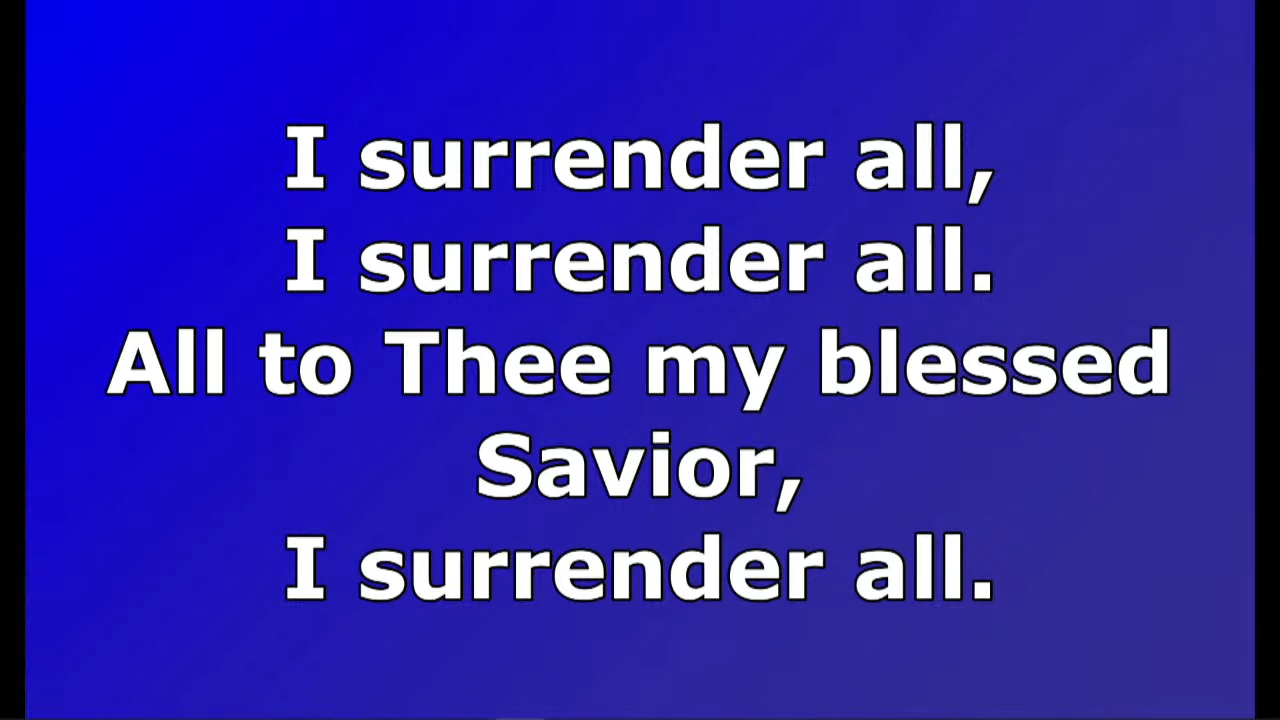 I surrender all,
I surrender all.
All to Thee my blessed
Savior,
I surrender all.